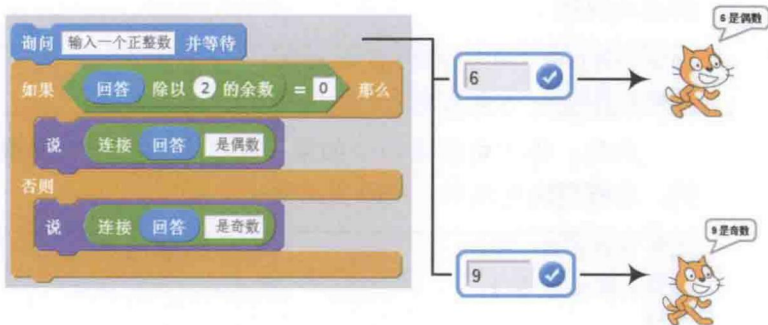 询问 输入一个正整数 并等待
如果 回答 除以 2 的余数 = 0 那么
说 连接 回答 是偶数
否则
说 连接 回答 是奇数
6
6 是偶数
9
9 是奇数